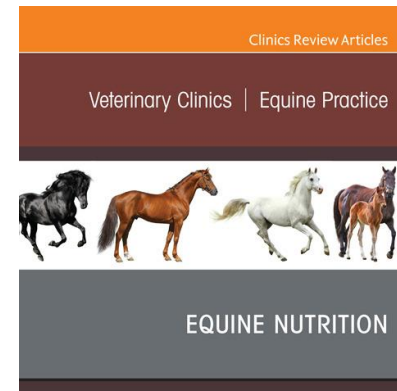 Clinics Review Articles
Veterinary Clinics | Equine Practice
EQUINE NUTRITION